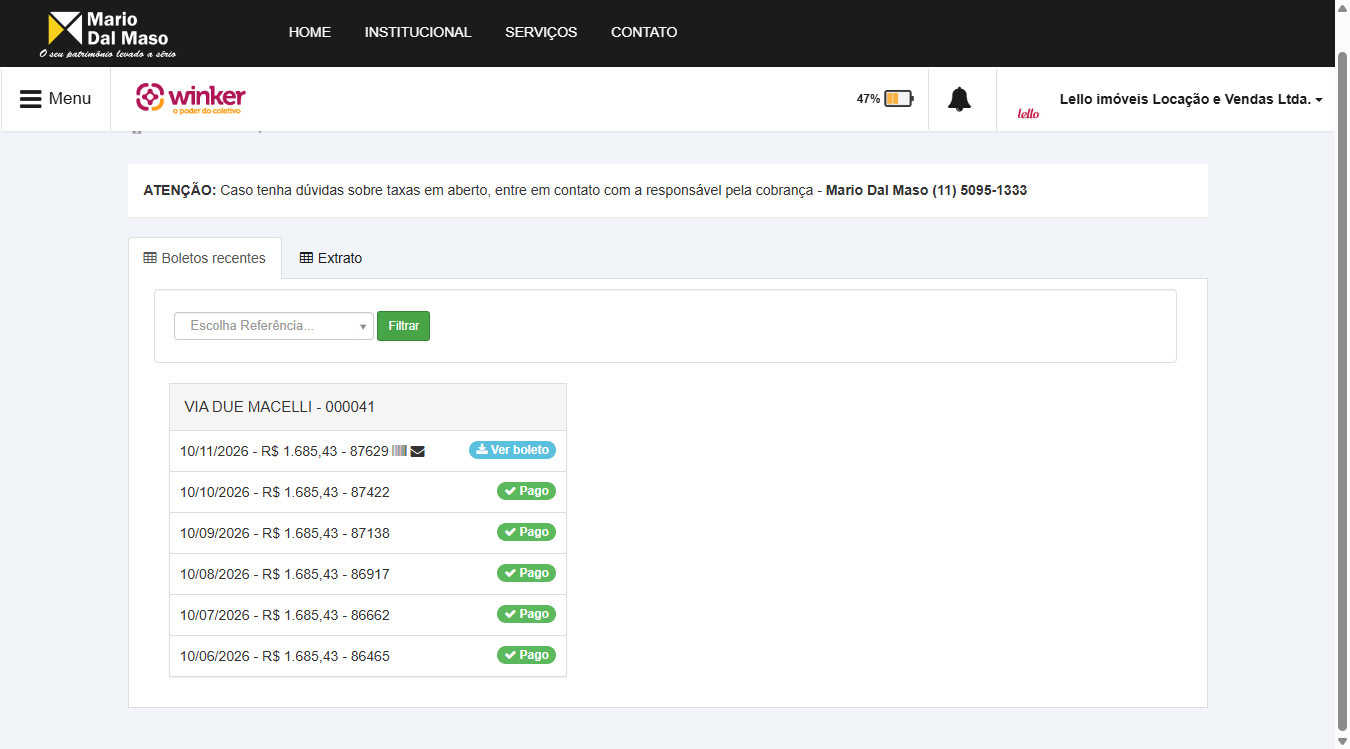 Mario
Dal Maso
O seu patrimônio levado a sério
HOME INSTITUCIONAL SERVIÇOS CONTATO
Menu
winker
o poder do coletivo
47%
lello
Lello imóveis Locação e Vendas Ltda.
ATENÇÃO: Caso tenha dúvidas sobre taxas em aberto, entre em contato com a responsável pela cobrança - Mario Dal Maso (11) 5095-1333
Boletos recentes Extrato
Escolha Referência... Filtrar
VIA DUE MACELLI - 000041
10/11/2026 - R$ 1.685,43 - 87629 Ver boleto
10/10/2026 - R$ 1.685,43 - 87422 Pago
10/09/2026 - R$ 1.685,43 - 87138 Pago
10/08/2026 - R$ 1.685,43 - 86917 Pago
10/07/2026 - R$ 1.685,43 - 86662 Pago
10/06/2026 - R$ 1.685,43 - 86465 Pago